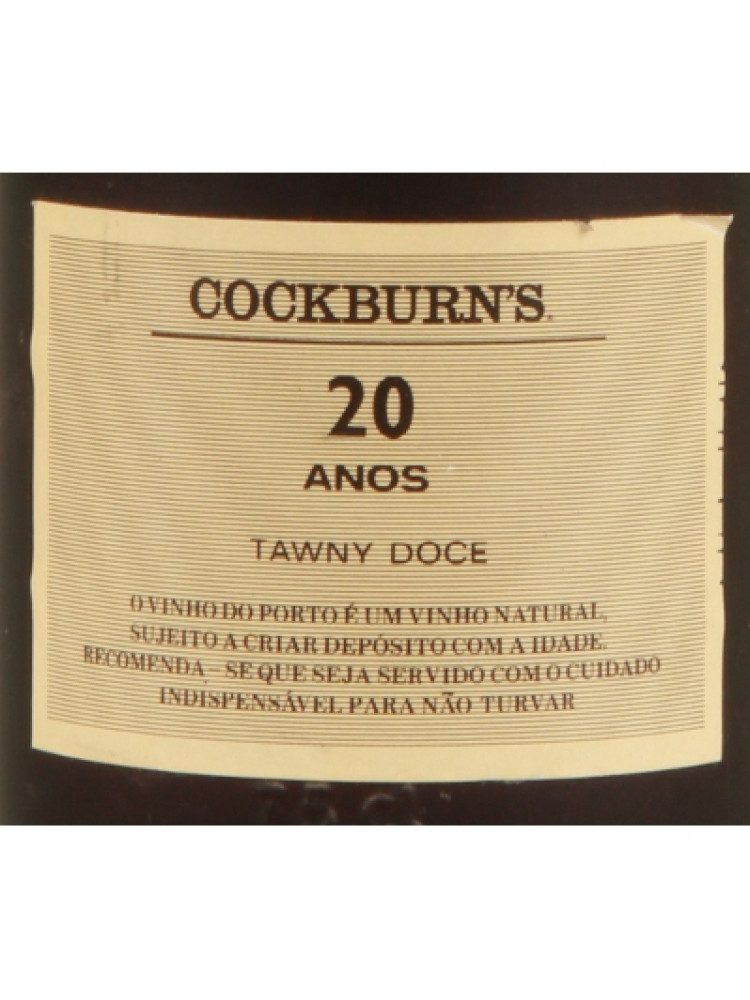 COCKBURN'S.
20
ANOS
TAWNY DOCE
O VINHO DO PORTO É UM VINHO NATURAL,
SUJEITO A CRIAR DEPÓSITO COM A IDADE.
RECOMENDA - SE QUE SEJA SERVIDO COM O CUIDADO
INDISPENSÁVEL PARA NÃO TURVAR